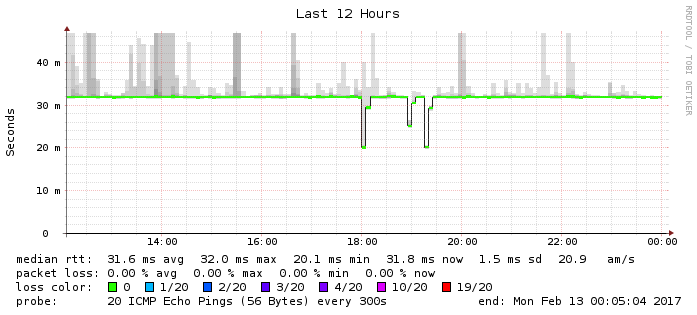 Last 12 Hours
RRDTOOL / TOBI OETIKER
Seconds
40 m
30 m
20 m
10 m
0
14:00 16:00 18:00 20:00 22:00 00:00
median rtt: 31.6 ms avg 32.0 ms max 20.1 ms min 31.8 ms now 1.5 ms sd 20.9 am/s
packet loss: 0.00 % avg 0.00 % max 0.00 % min 0.00 % now
loss color: 0 1/20 2/20 3/20 4/20 10/20 19/20
probe: 20 ICMP Echo Pings (56 Bytes) every 300s end: Mon Feb 13 00:05:04 2017